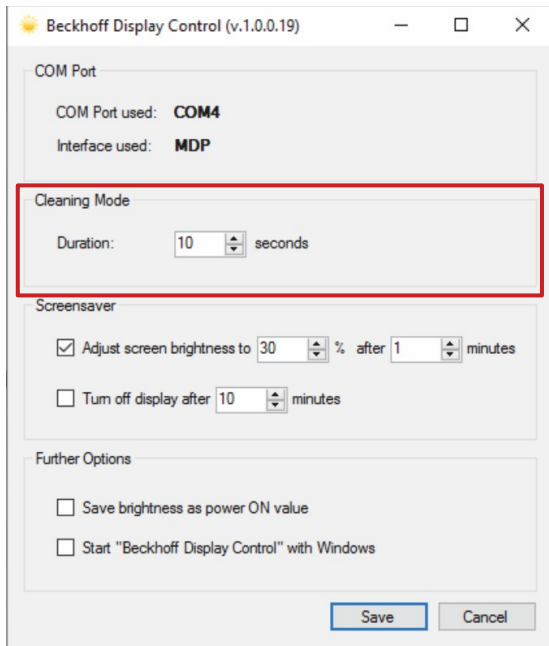 Beckhoff Display Control (v.1.0.0.19)
COM Port
COM Port used: COM4
Interface used: MDP
Cleaning Mode
Duration: 10 seconds
Screensaver
Adjust screen brightness to 30 % after 1 minutes
Turn off display after 10 minutes
Further Options
Save brightness as power ON value
Start "Beckhoff Display Control" with Windows
Save Cancel